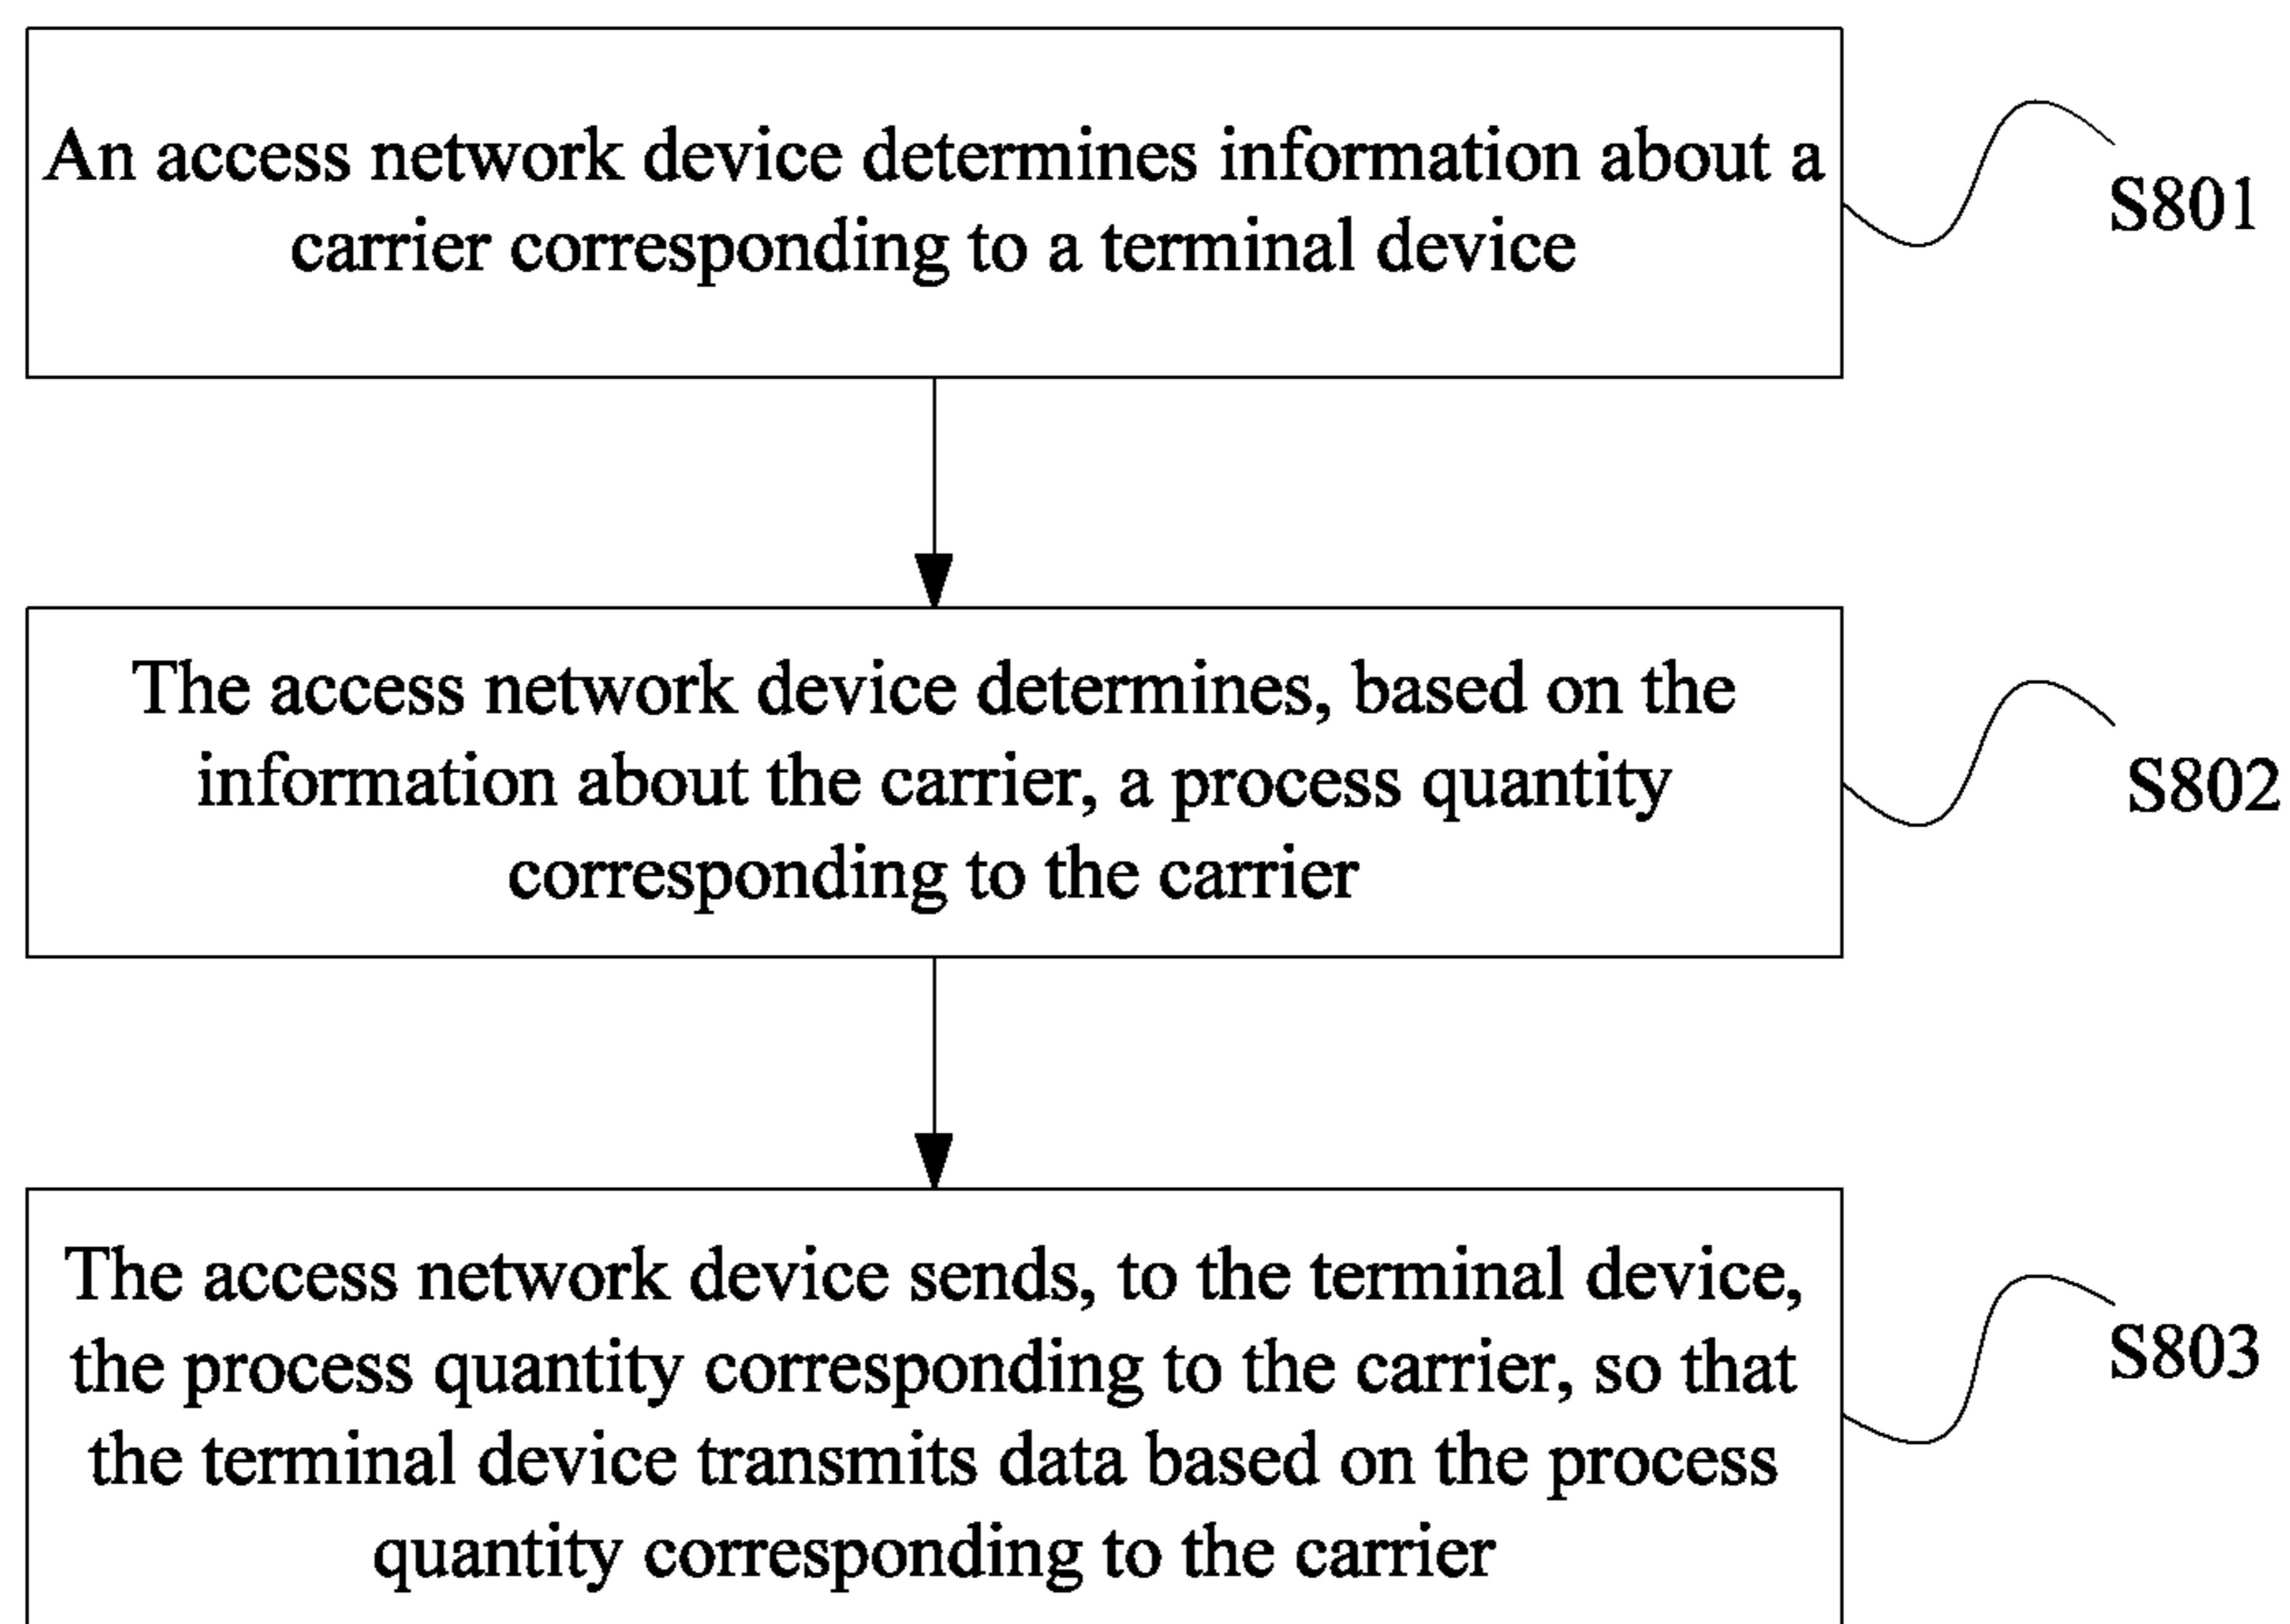 An access network device determines information about a
carrier corresponding to a terminal device
S801
The access network device determines, based on the
information about the carrier, a process quantity
corresponding to the carrier
S802
The access network device sends, to the terminal device,
the process quantity corresponding to the carrier, so that
the terminal device transmits data based on the process
quantity corresponding to the carrier
S803